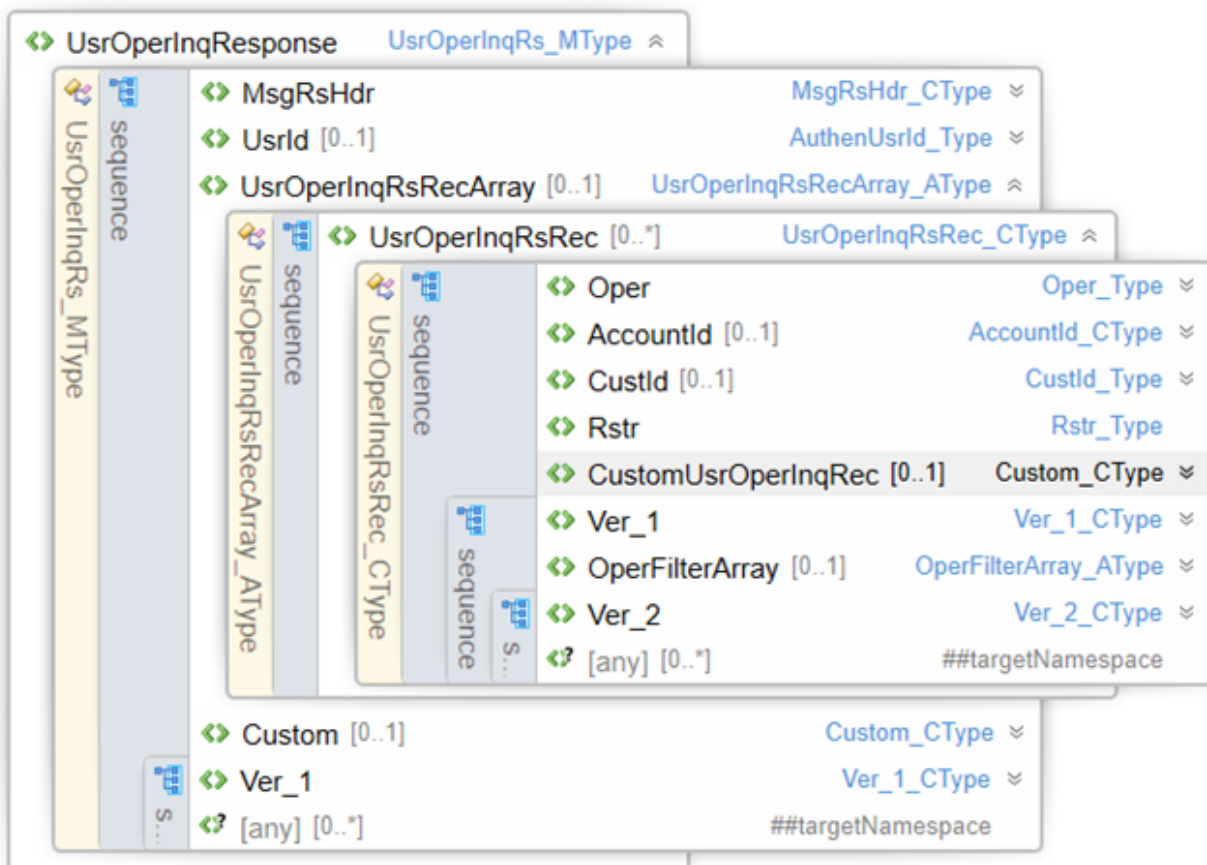 UsrOperInqResponse UsrOperInqRs_MType
UsrOperInqRs_MType
sequence
MsgRsHdr MsgRsHdr_CType
UsrId [0..1] AuthenUsrId_Type
UsrOperInqRsRecArray [0..1] UsrOperInqRsRecArray_AType
UsrOperInqRsRecArray_AType
sequence
UsrOperInqRsRec [0..*] UsrOperInqRsRec_CType
UsrOperInqRsRec_CType
sequence
Oper Oper_Type
AccountId [0..1] AccountId_CType
CustId [0..1] CustId_Type
Rstr Rstr_Type
CustomUsrOperInqRec [0..1] Custom_CType
sequence
Ver_1 Ver_1_CType
OperFilterArray [0..1] OperFilterArray_AType
s...
Ver_2 Ver_2_CType
[any] [0..*] ##targetNamespace
Custom [0..1] Custom_CType
s...
Ver_1 Ver_1_CType
[any] [0..*] ##targetNamespace